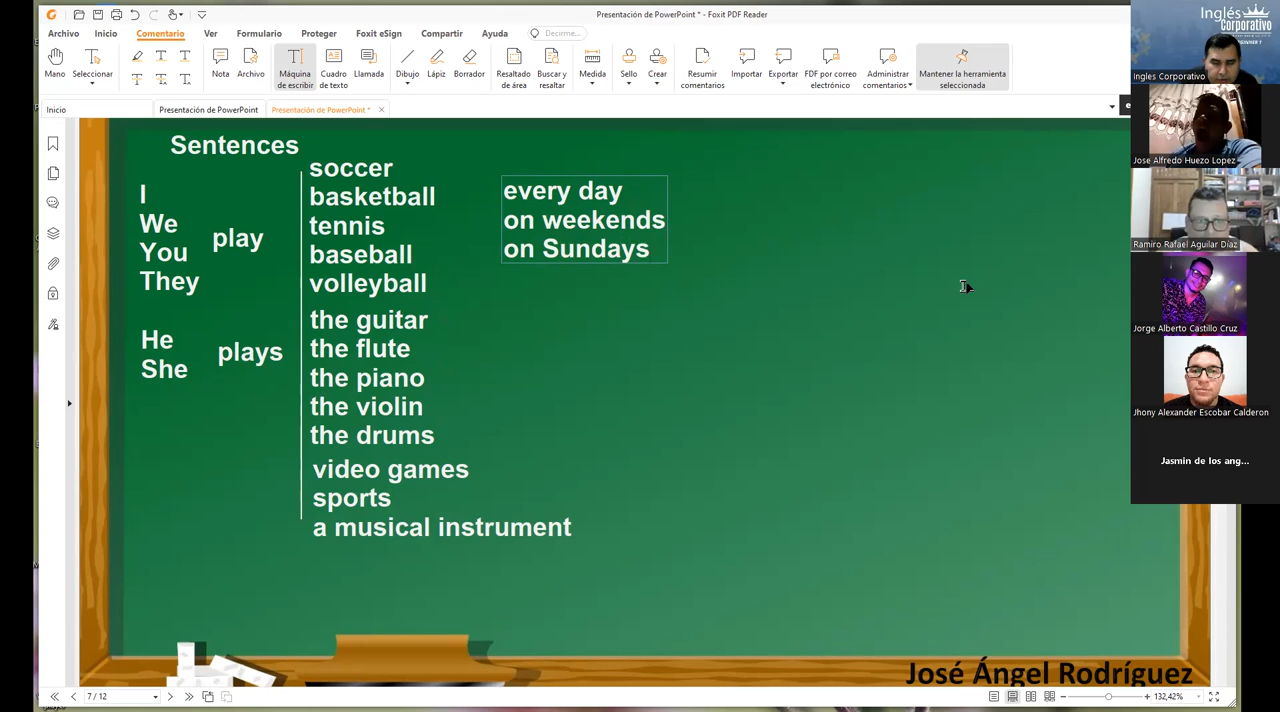 Presentación de PowerPoint * - Foxit PDF Reader
Archivo Inicio Comentario Ver Formulario Proteger Foxit eSign Compartir Ayuda Decirme...
Mano Seleccionar Nota Archivo Máquina de escribir Cuadro de texto Llamada Dibujo Lápiz Borrador Resaltado de área Buscar y resaltar Medida Sello Crear Resumir comentarios Importar Exportar FDF por correo electrónico Administrar comentarios Mantener la herramienta seleccionada
Inicio Presentación de PowerPoint Presentación de PowerPoint *
Sentences
I
We
You
They
play
He
She
plays
soccer
basketball
tennis
baseball
volleyball
the guitar
the flute
the piano
the violin
the drums
video games
sports
a musical instrument
every day
on weekends
on Sundays
José Ángel Rodríguez
7 / 12
132,42%
Inglés
Corporativo
Ingles Corporativo
Jose Alfredo Huezo Lopez
Ramiro Rafael Aguilar Díaz
Jorge Alberto Castillo Cruz
Jhony Alexander Escobar Calderon
Jasmin de los ang...